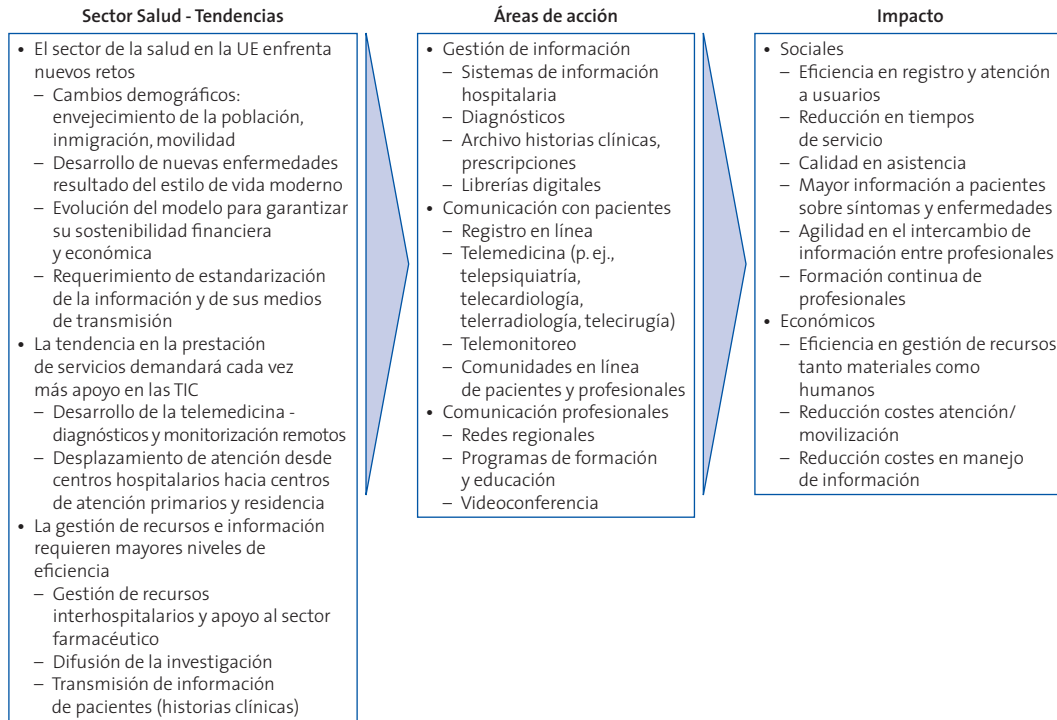 Sector Salud - Tendencias
• El sector de la salud en la UE enfrenta
nuevos retos
– Cambios demográficos:
envejecimiento de la población,
inmigración, movilidad
– Desarrollo de nuevas enfermedades
resultado del estilo de vida moderno
– Evolución del modelo para garantizar
su sostenibilidad financiera
y económica
– Requerimiento de estandarización
de la información y de sus medios
de transmisión
• La tendencia en la prestación
de servicios demandará cada vez
más apoyo en las TIC
– Desarrollo de la telemedicina -
diagnósticos y monitorización remotos
– Desplazamiento de atención desde
centros hospitalarios hacia centros
de atención primarios y residencia
• La gestión de recursos e información
requieren mayores niveles de
eficiencia
– Gestión de recursos
interhospitalarios y apoyo al sector
farmacéutico
– Difusión de la investigación
– Transmisión de información
de pacientes (historias clínicas)
Áreas de acción
• Gestión de información
– Sistemas de información
hospitalaria
– Diagnósticos
– Archivo historias clínicas,
prescripciones
– Librerías digitales
• Comunicación con pacientes
– Registro en línea
– Telemedicina (p. ej.,
telepsiquiatría,
telecardiología,
telerradiología, telecirugía)
– Telemonitoreo
– Comunidades en línea
de pacientes y profesionales
• Comunicación profesionales
– Redes regionales
– Programas de formación
y educación
– Videoconferencia
Impacto
• Sociales
– Eficiencia en registro y atención
a usuarios
– Reducción en tiempos
de servicio
– Calidad en asistencia
– Mayor información a pacientes
sobre síntomas y enfermedades
– Agilidad en el intercambio de
información entre profesionales
– Formación continua de
profesionales
• Económicos
– Eficiencia en gestión de recursos
tanto materiales como
humanos
– Reducción costes atención/
movilización
– Reducción costes en manejo
de información